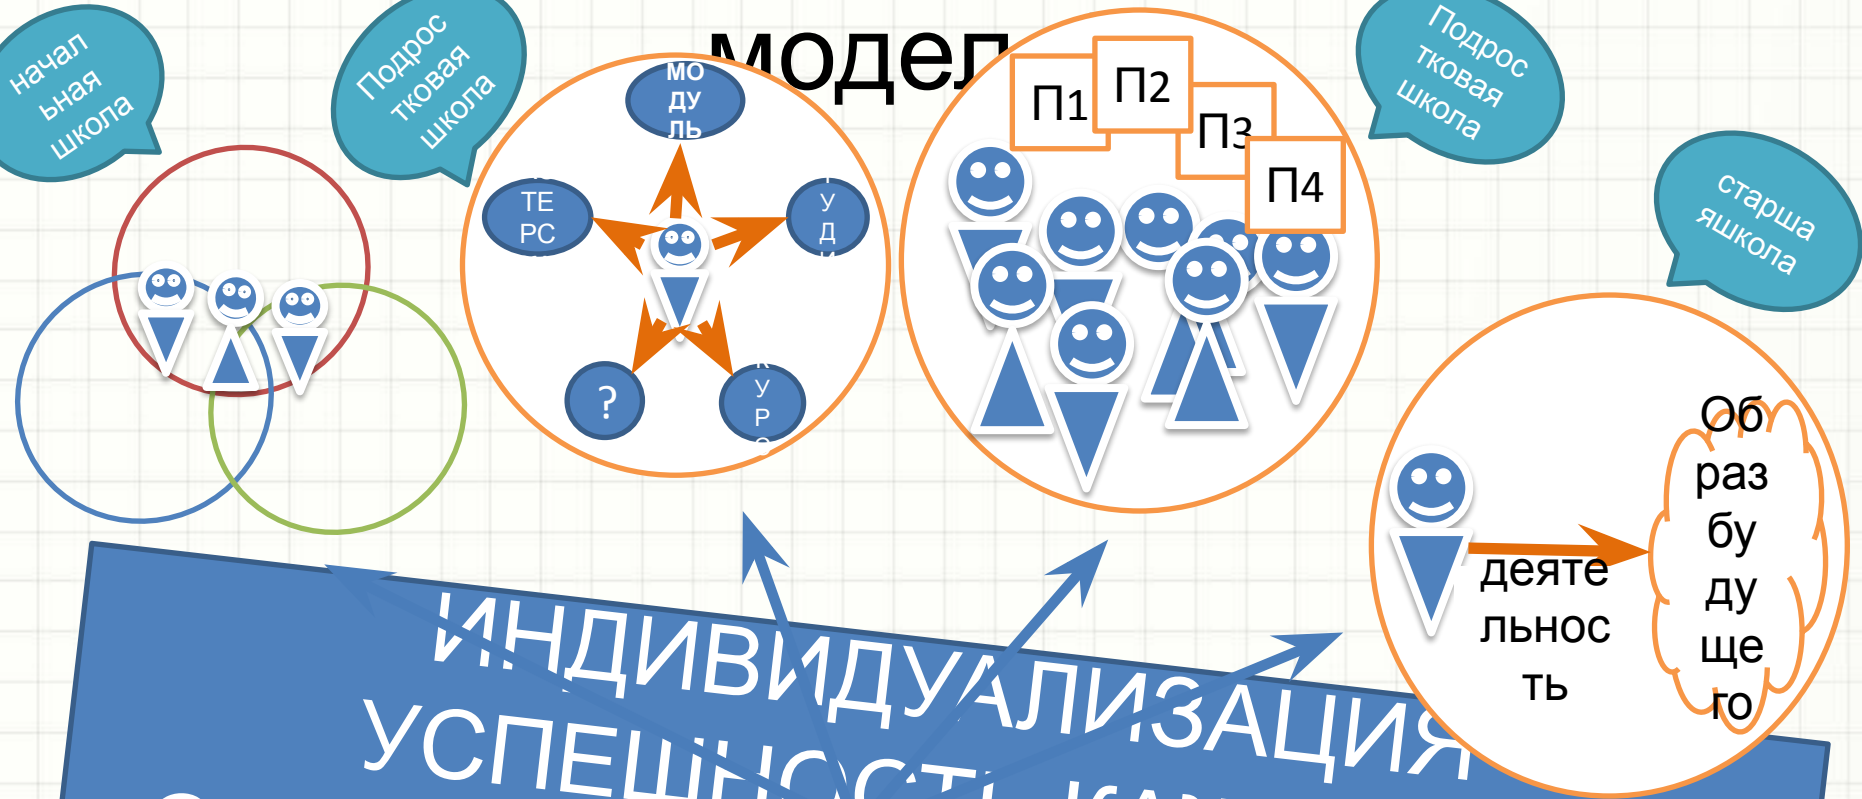 модел
начал
ьная
школа
Подрос
тковая
школа
МО
ДУ
ЛЬ
ТЕ
РС
У
Д
И
?
К
У
Р
С
П1
П2
П3
П4
Подрос
тковая
школа
старша
яшкола
деяте
льнос
ть
Об
раз
бу
ду
ще
го
ИНДИВИДУАЛИЗАЦИЯ
УСПЕШНОСТЬ